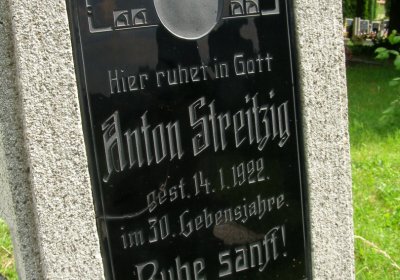 Hier ruhet in Gott
Anton Streitzig
gest. 14. 1. 1922.
im 30. Lebensjahre.
Ruhe sanft!